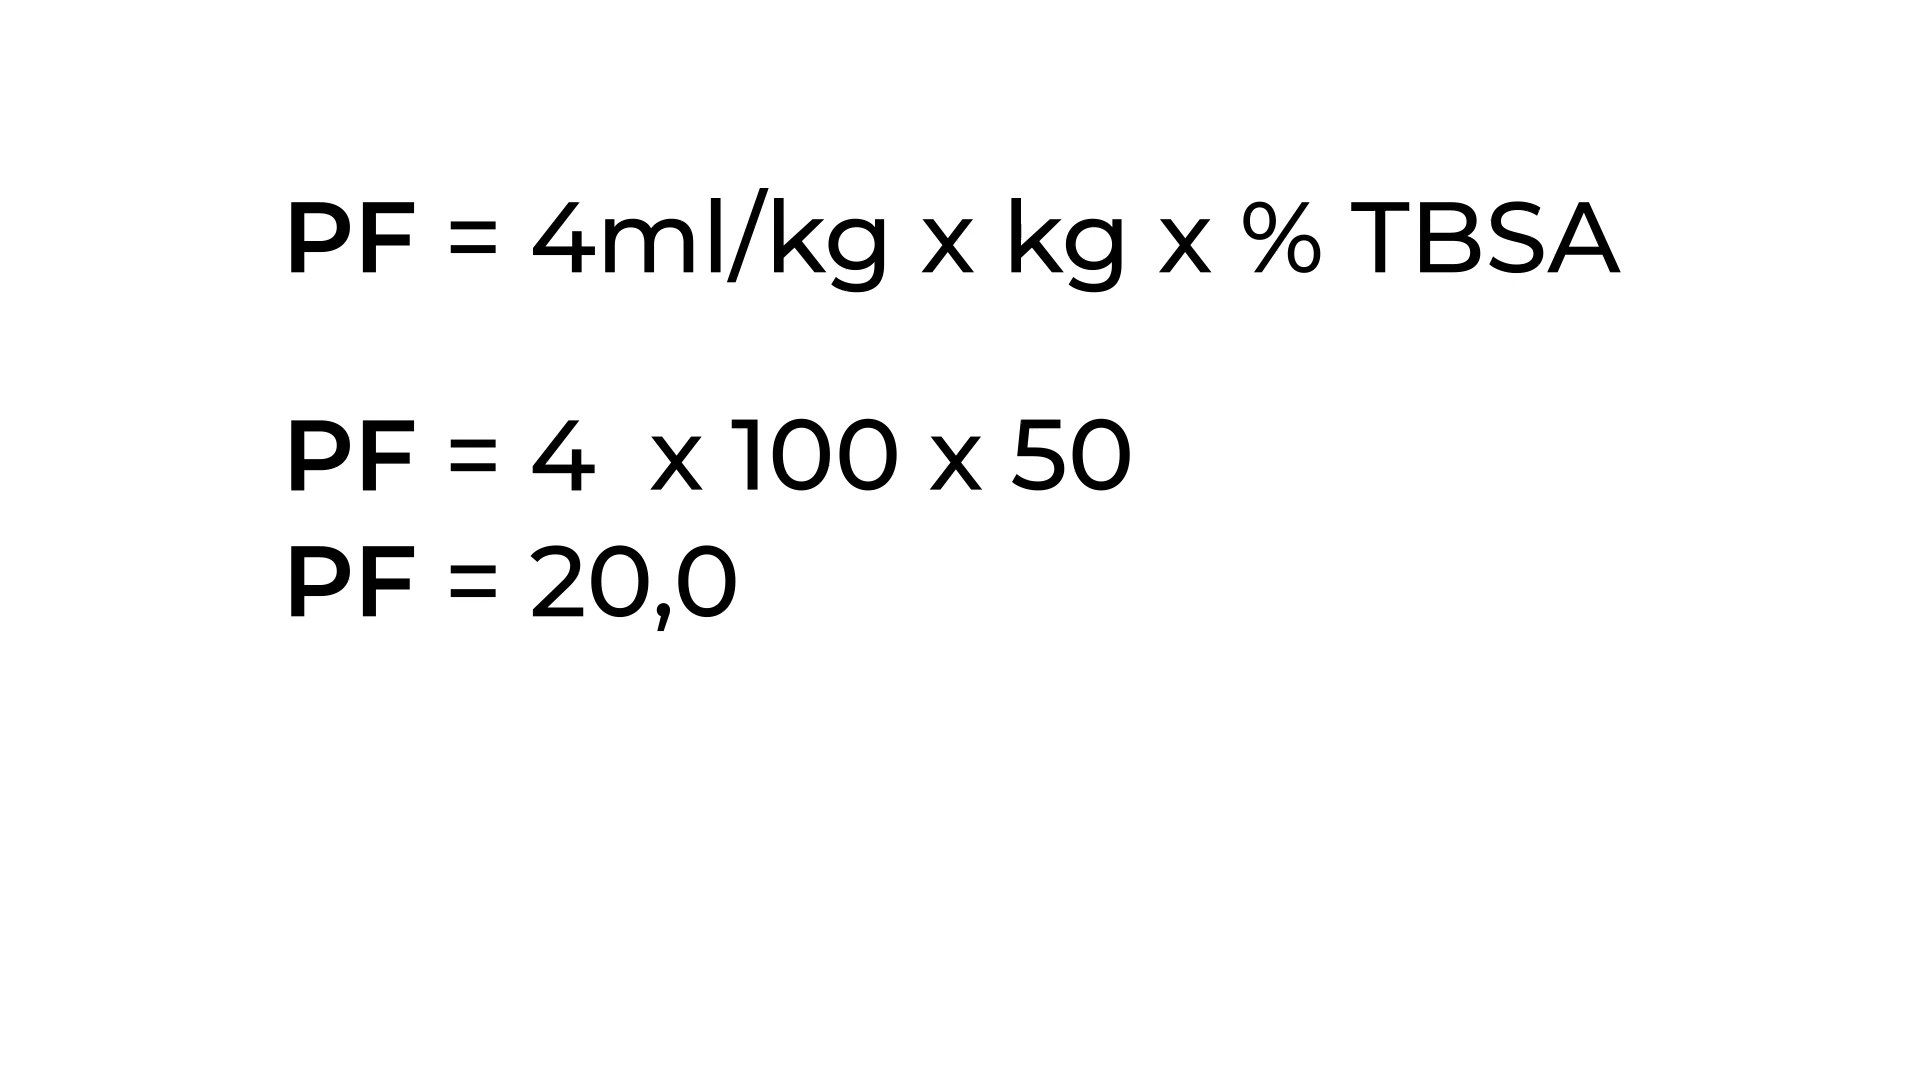 PF = 4ml/kg x kg x % TBSA
PF = 4 x 100 x 50
PF = 20,0